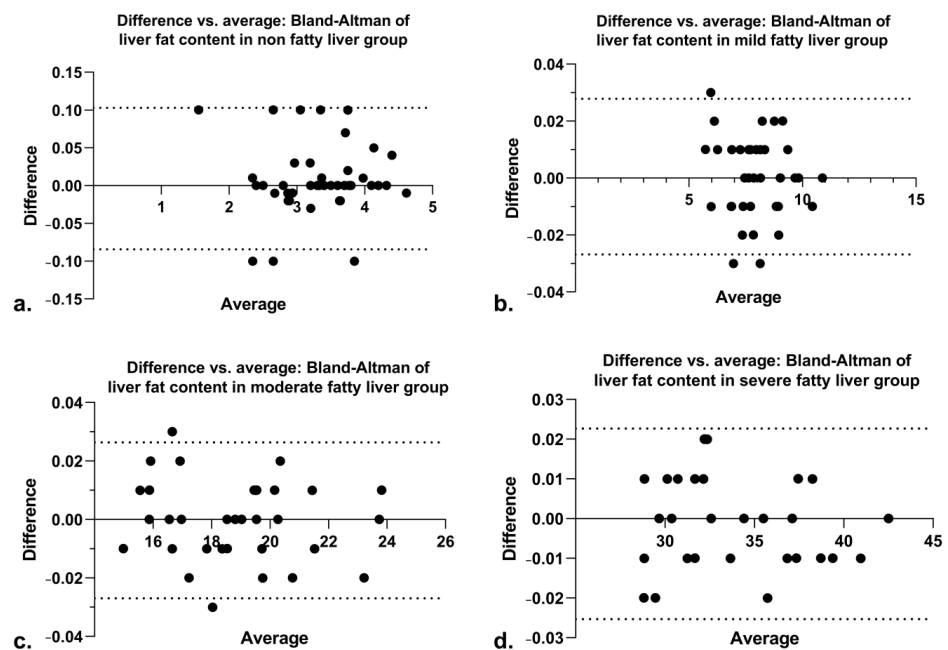 Difference vs. average: Bland-Altman of
liver fat content in non fatty liver group
0.15
0.10
0.05
0.00
-0.05
-0.10
-0.15
1
2
3
4
5
Difference
Average
a.
Difference vs. average: Bland-Altman of
liver fat content in mild fatty liver group
0.04
0.02
0.00
-0.02
-0.04
5
10
15
Difference
Average
b.
Difference vs. average: Bland-Altman of
liver fat content in moderate fatty liver group
0.04
0.02
0.00
-0.02
-0.04
16
18
20
22
24
26
Difference
Average
c.
Difference vs. average: Bland-Altman of
liver fat content in severe fatty liver group
0.03
0.02
0.01
0.00
-0.01
-0.02
-0.03
30
35
40
45
Difference
Average
d.